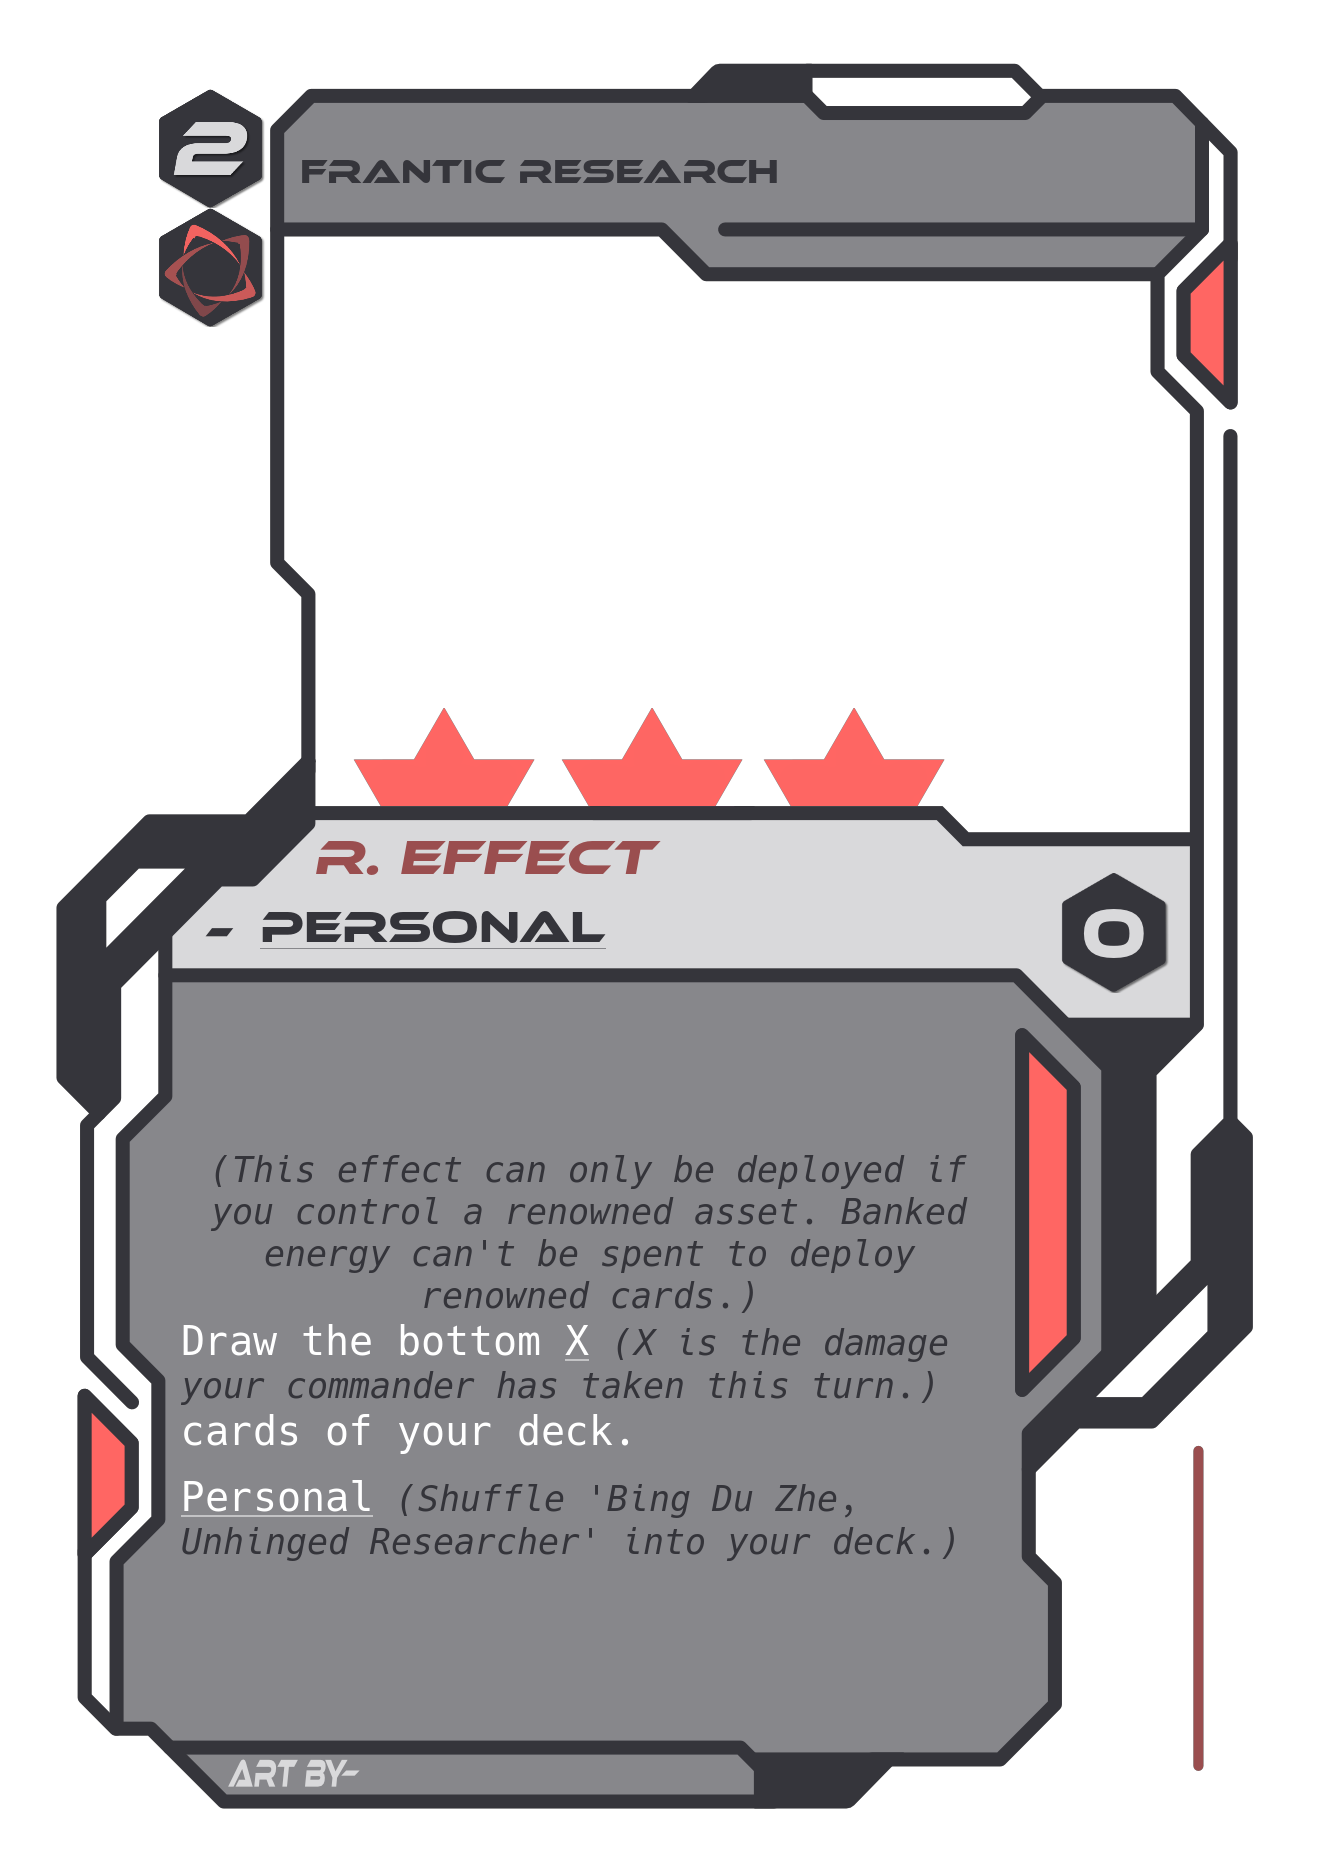 2
FRANTIC RESEARCH
R. EFFECT
- PERSONAL
0
(This effect can only be deployed if
you control a renowned asset. Banked
energy can't be spent to deploy
renowned cards.)
Draw the bottom X (X is the damage
your commander has taken this turn.)
cards of your deck.
Personal (Shuffle 'Bing Du Zhe,
Unhinged Researcher' into your deck.)
ART BY-